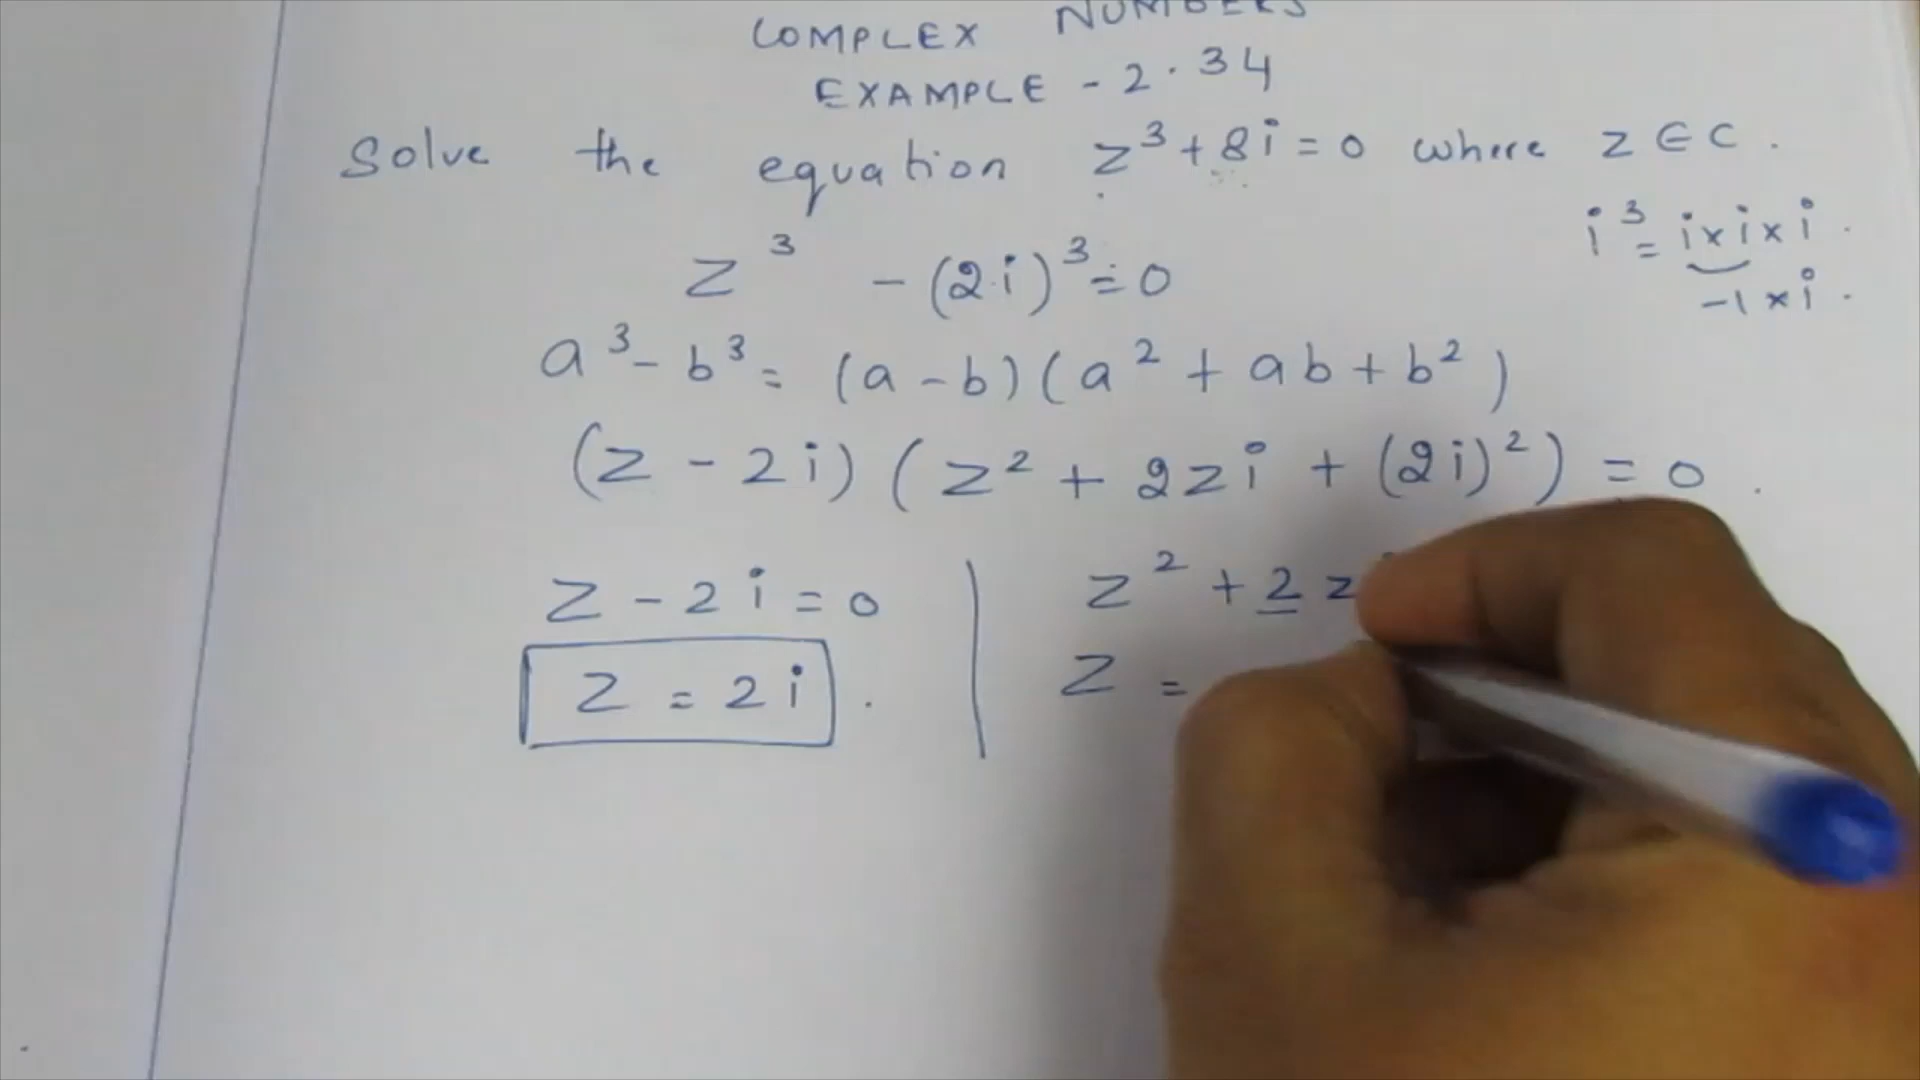 COMPLEX NUMBERS
EXAMPLE - 2.34
Solve the equation z³ + 8i = 0 where z ∈ C.
i³ = i×i×i.
-1×i.
z³ - (2i)³ = 0
a³ - b³ = (a - b)(a² + ab + b²)
(z - 2i)(z² + 2zi + (2i)²) = 0.
z - 2i = 0
z = 2i.
z² + 2z
z =